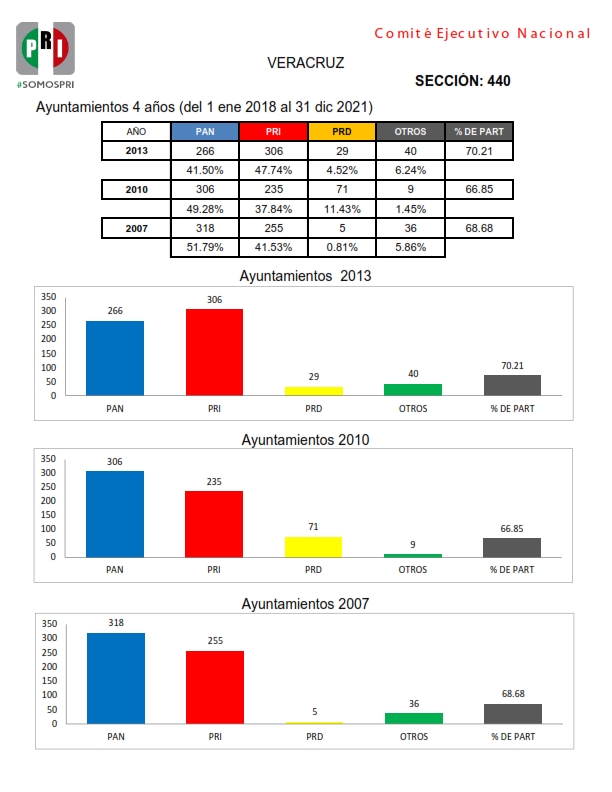 Comité Ejecutivo Nacional
PRI
#SOMOSPRI
VERACRUZ
SECCIÓN: 440
Ayuntamientos 4 años (del 1 ene 2018 al 31 dic 2021)
AÑO PAN PRI PRD OTROS % DE PART
2013 266 306 29 40 70.21
41.50% 47.74% 4.52% 6.24%
2010 306 235 71 9 66.85
49.28% 37.84% 11.43% 1.45%
2007 318 255 5 36 68.68
51.79% 41.53% 0.81% 5.86%
Ayuntamientos 2013
350
300
250
200
150
100
50
0
266 306 29 40 70.21
PAN PRI PRD OTROS % DE PART
Ayuntamientos 2010
350
300
250
200
150
100
50
0
306 235 71 9 66.85
PAN PRI PRD OTROS % DE PART
Ayuntamientos 2007
350
300
250
200
150
100
50
0
318 255 5 36 68.68
PAN PRI PRD OTROS % DE PART